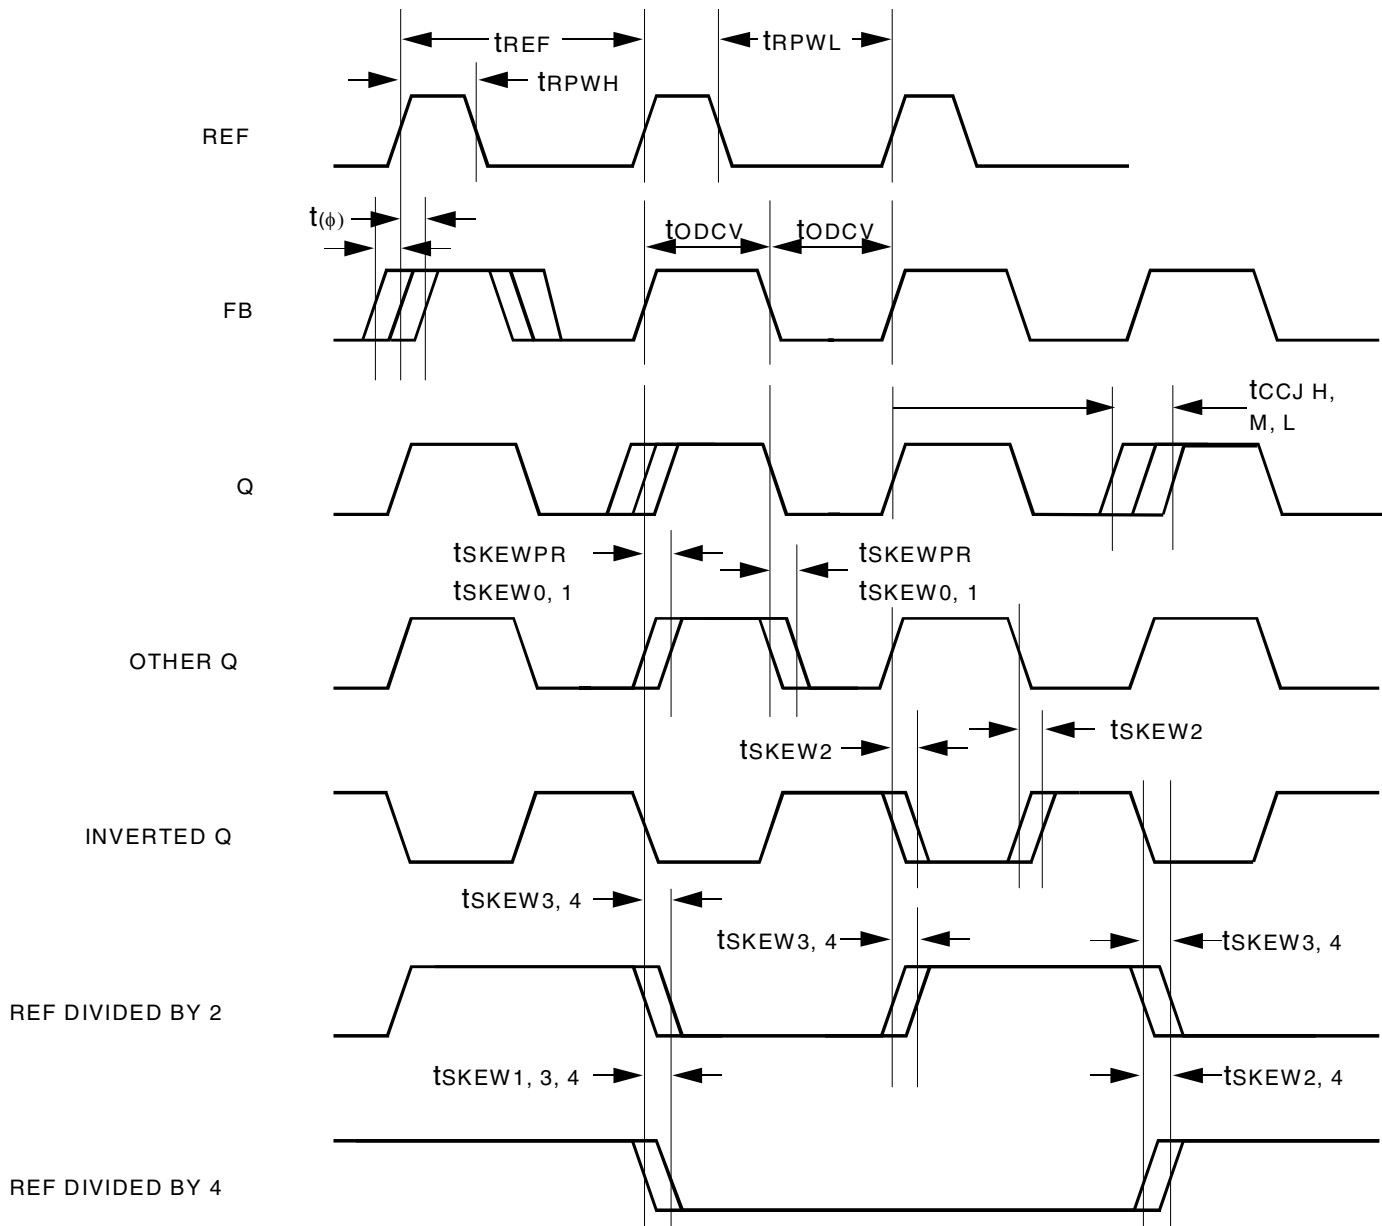 tREF
tRPWL
tRPWH
REF
t(ϕ)
tODCV
tODCV
FB
tCCJ H,
M, L
Q
tSKEWPR
tSKEW0, 1
tSKEWPR
tSKEW0, 1
OTHER Q
tSKEW2
tSKEW2
INVERTED Q
tSKEW3, 4
tSKEW3, 4
tSKEW3, 4
REF DIVIDED BY 2
tSKEW1, 3, 4
tSKEW2, 4
REF DIVIDED BY 4